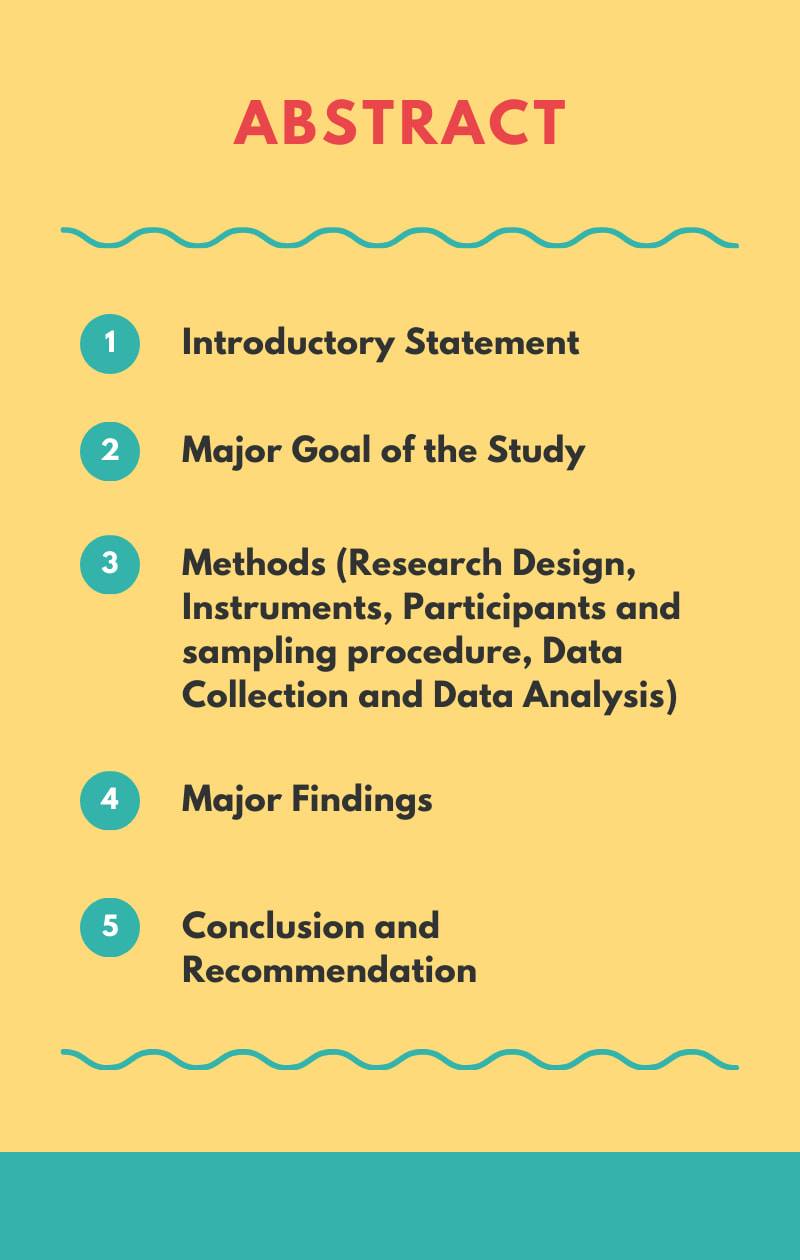 ABSTRACT
1 Introductory Statement
2 Major Goal of the Study
3 Methods (Research Design,
Instruments, Participants and
sampling procedure, Data
Collection and Data Analysis)
4 Major Findings
5 Conclusion and
Recommendation